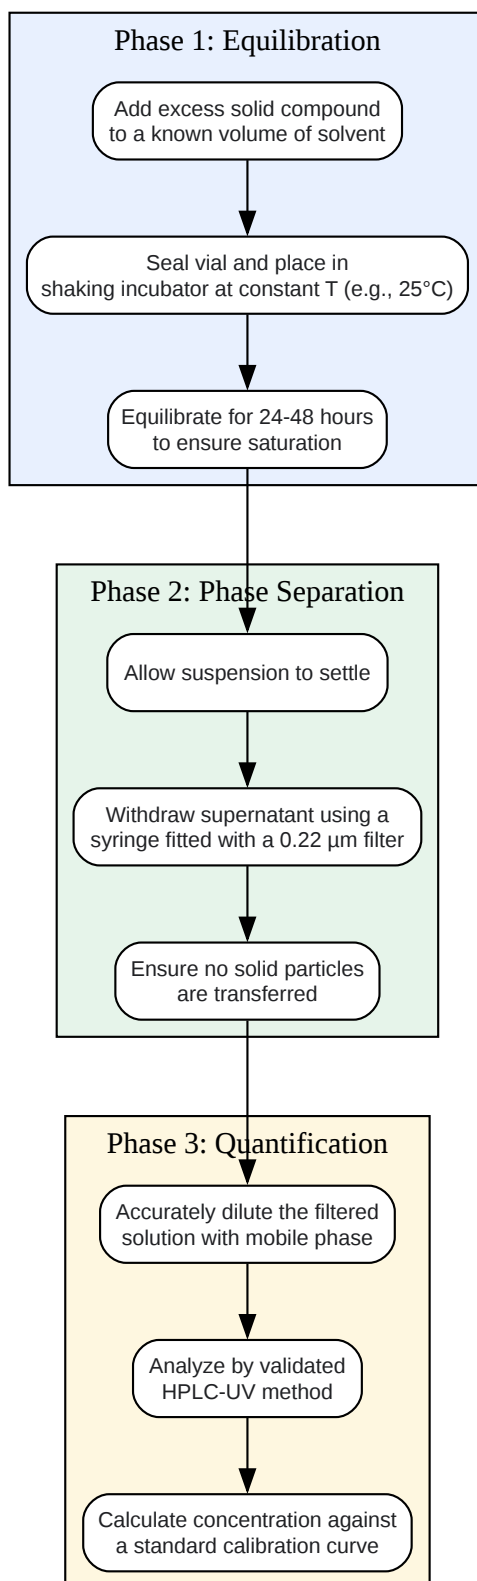 Phase 1: Equilibration
Add excess solid compound
to a known volume of solvent
Seal vial and place in
shaking incubator at constant T (e.g., 25°C)
Equilibrate for 24-48 hours
to ensure saturation
Phase 2: Phase Separation
Allow suspension to settle
Withdraw supernatant using a
syringe fitted with a 0.22 µm filter
Ensure no solid particles
are transferred
Phase 3: Quantification
Accurately dilute the filtered
solution with mobile phase
Analyze by validated
HPLC-UV method
Calculate concentration against
a standard calibration curve